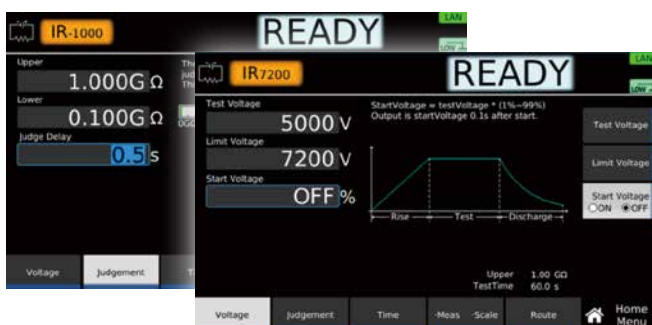 IR-1000
READY
LAN
LOW
Upper
1.000G Ω
Lower
0.100G Ω
Judge Delay
0.5 s
Voltage
Judgement
IR7200
READY
LAN
LOW
Test Voltage
5000 V
Limit Voltage
7200 V
Start Voltage
OFF %
StartVoltage = testVoltage * (1%~99%)
Output is startVoltage 0.1s after start.
Rise
Test
Discharge
Upper 1.00 GΩ
TestTime 60.0 s
Test Voltage
Limit Voltage
Start Voltage
ON OFF
Voltage
Judgement
Time
-Meas -Scale
Route
Home
Menu